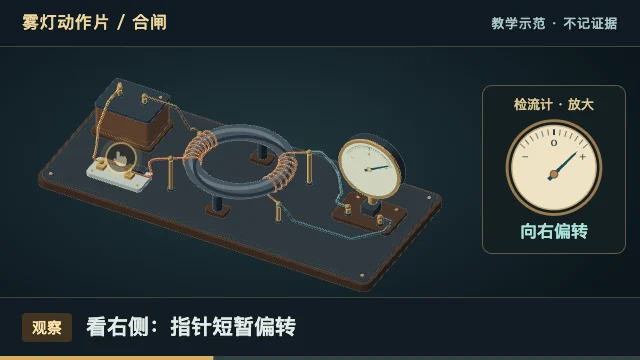 雾灯动作片 / 合闸
教学示范 · 不记证据
检流计 · 放大
0
− +
向右偏转
观察
看右侧：指针短暂偏转